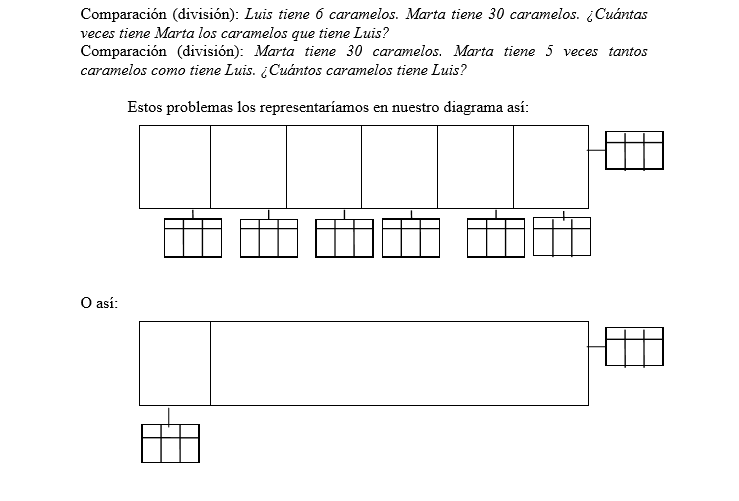 Comparación (división): Luis tiene 6 caramelos. Marta tiene 30 caramelos. ¿Cuántas
veces tiene Marta los caramelos que tiene Luis?
Comparación (división): Marta tiene 30 caramelos. Marta tiene 5 veces tantos
caramelos como tiene Luis. ¿Cuántos caramelos tiene Luis?
Estos problemas los representaríamos en nuestro diagrama así:
O así: